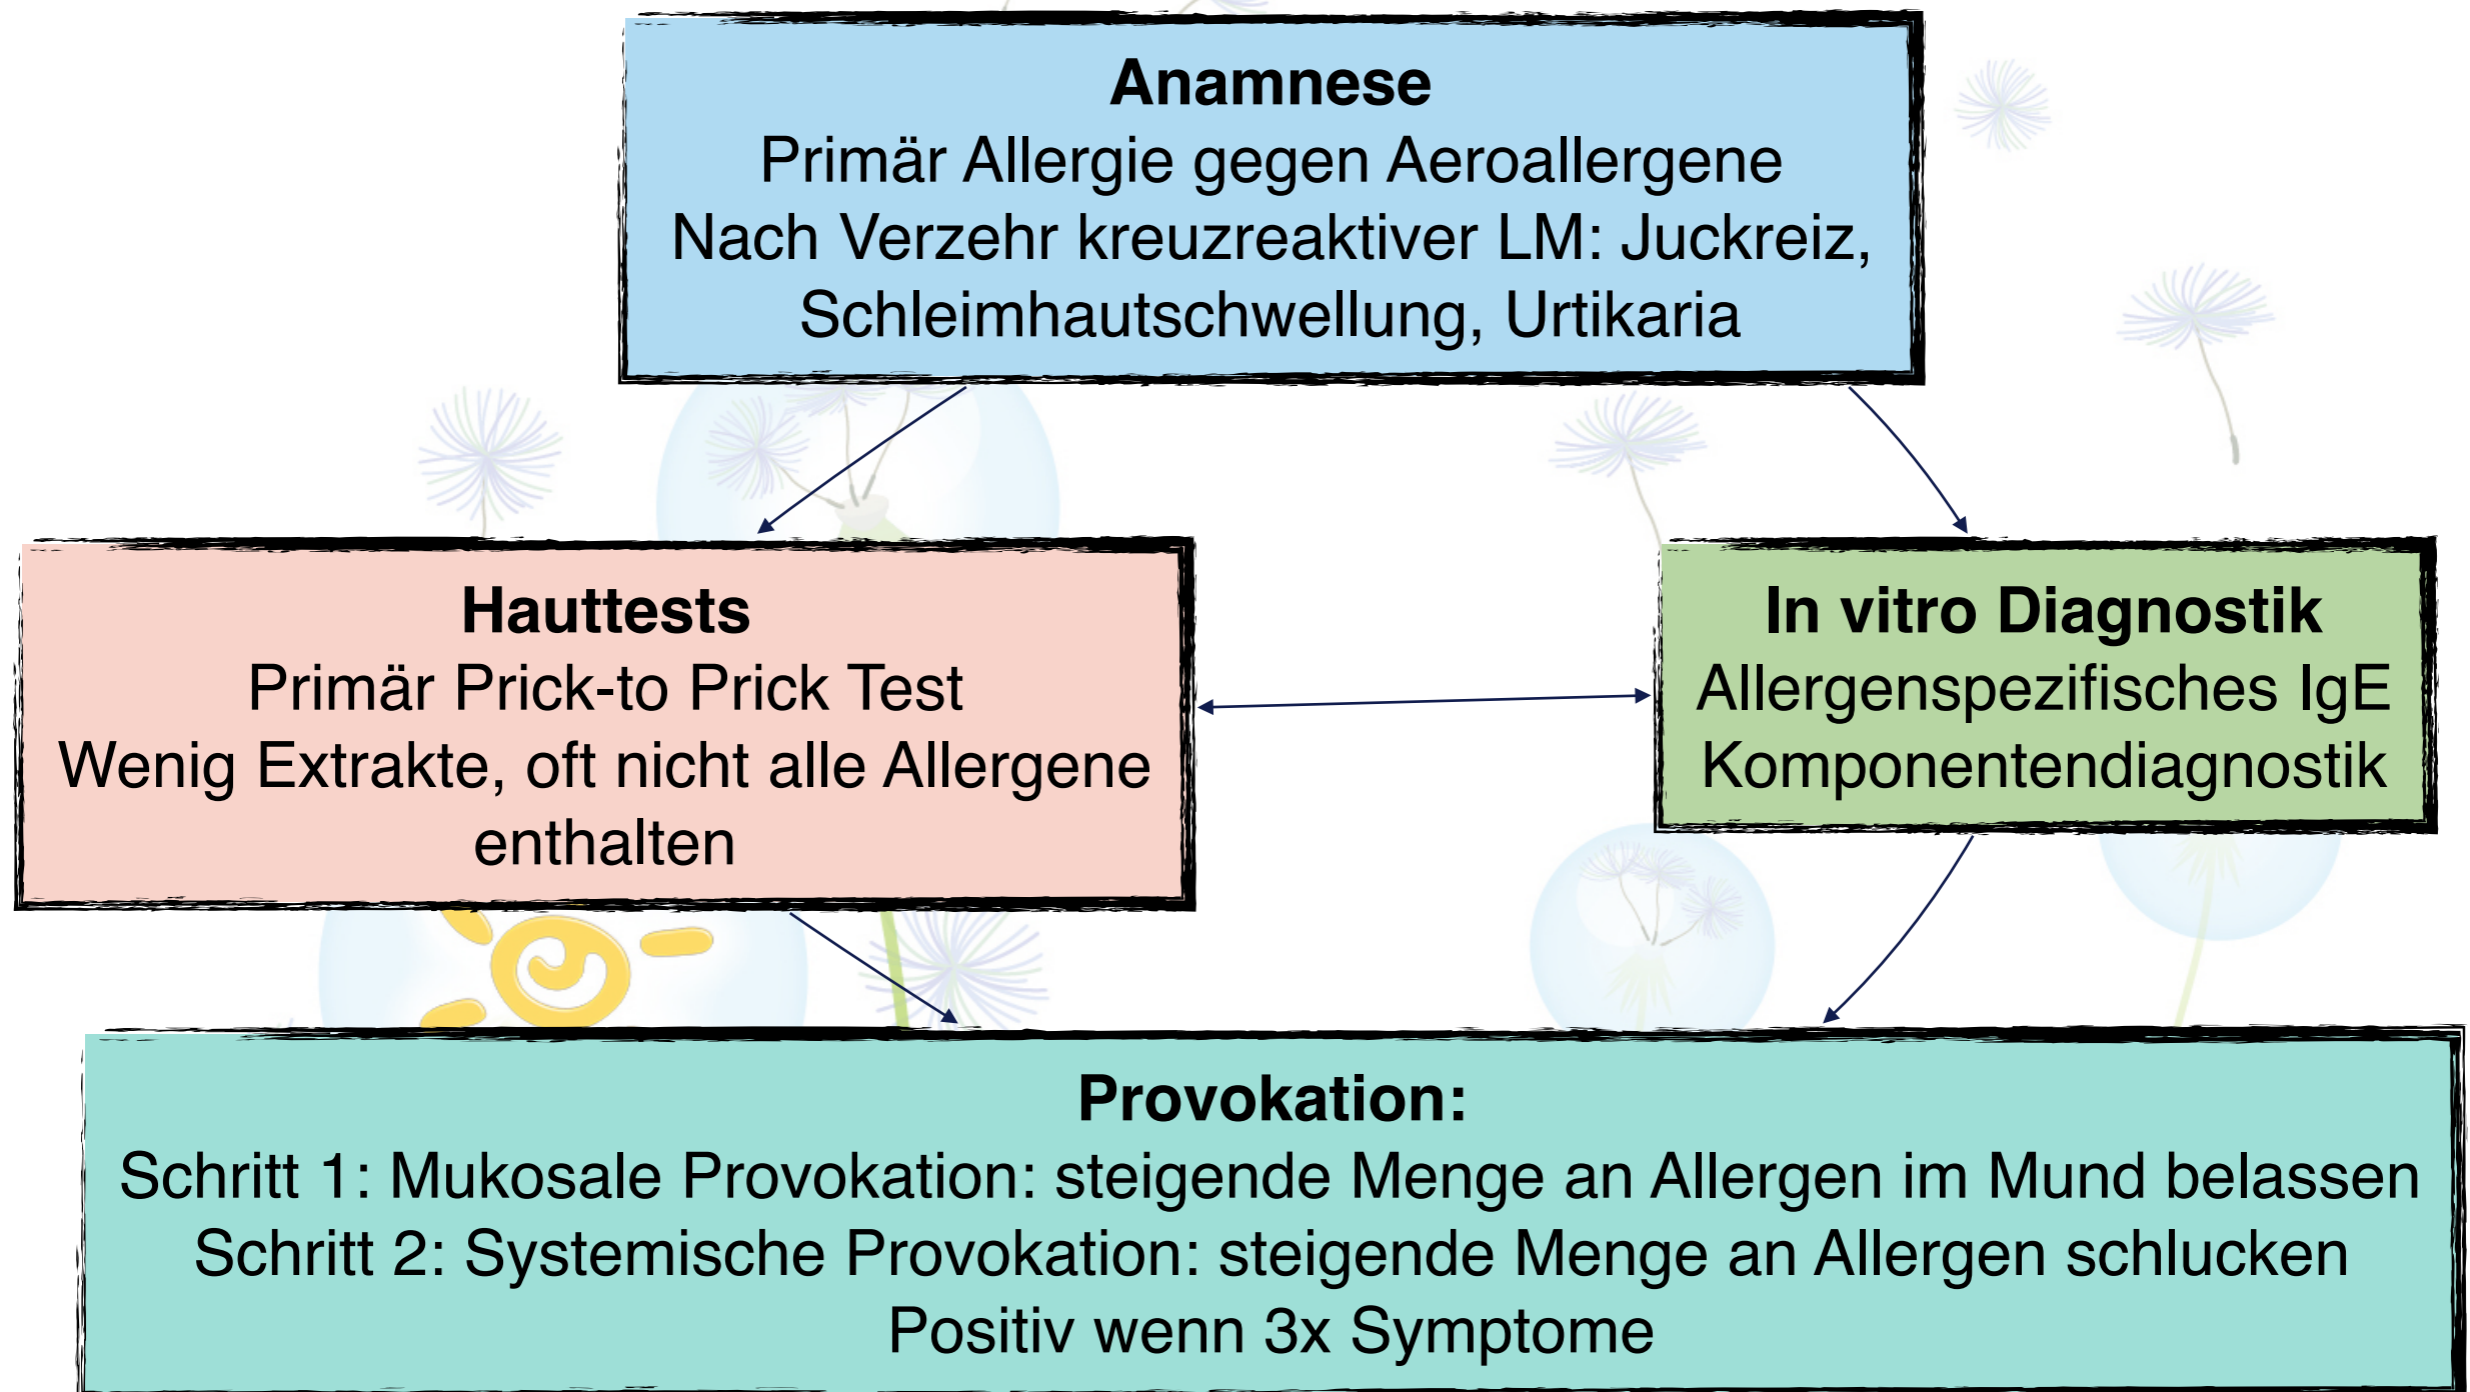 Anamnese
Primär Allergie gegen Aeroallergene
Nach Verzehr kreuzreaktiver LM: Juckreiz,
Schleimhautschwellung, Urtikaria
Hauttests
Primär Prick-to Prick Test
Wenig Extrakte, oft nicht alle Allergene
enthalten
In vitro Diagnostik
Allergenspezifisches IgE
Komponentendiagnostik
Provokation:
Schritt 1: Mukosale Provokation: steigende Menge an Allergen im Mund belassen
Schritt 2: Systemische Provokation: steigende Menge an Allergen schlucken
Positiv wenn 3x Symptome